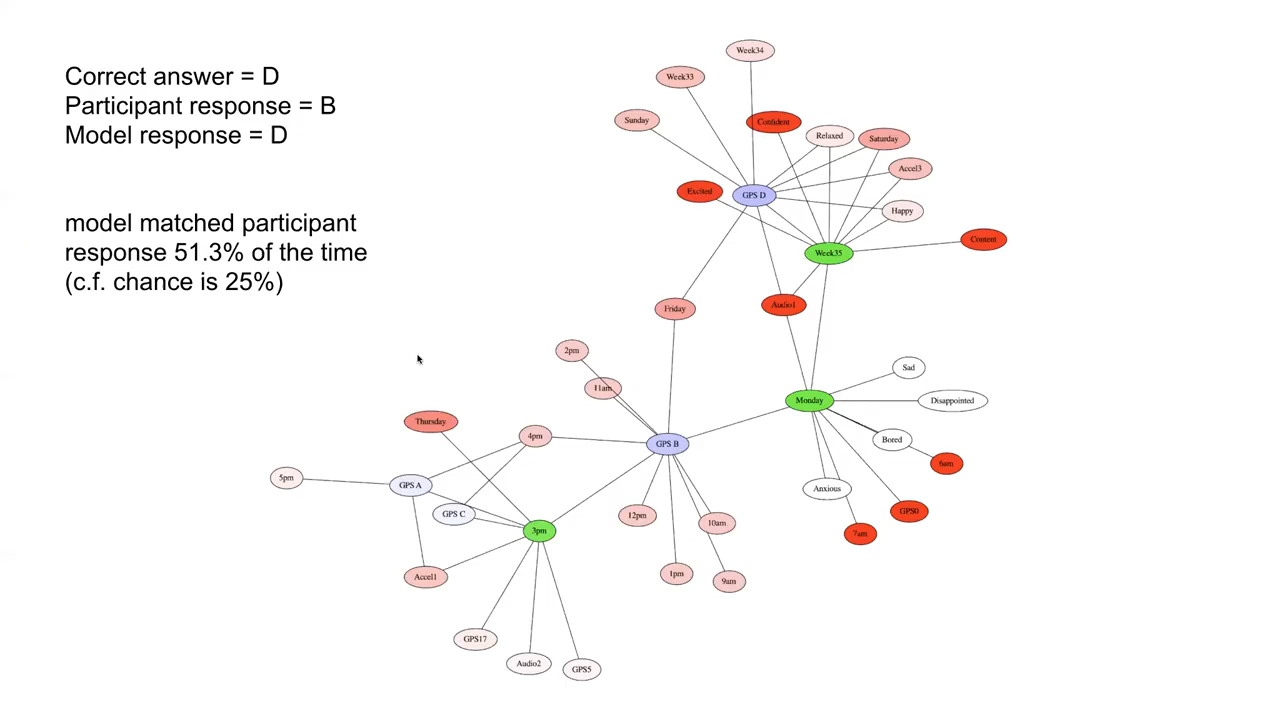 Correct answer = D
Participant response = B
Model response = D
model matched participant
response 51.3% of the time
(c.f. chance is 25%)
Week34
Week33
Sunday
Confident
Relaxed
Saturday
Accel3
Excited
GPS D
Happy
Content
Week35
Friday
Audio1
2pm
11am
Sad
Monday
Disappointed
Thursday
4pm
GPS B
Bored
6am
5pm
GPS A
Anxious
GPS C
12pm
10am
GPS0
3pm
7am
Accel1
1pm
9am
GPS17
Audio2
GPS5